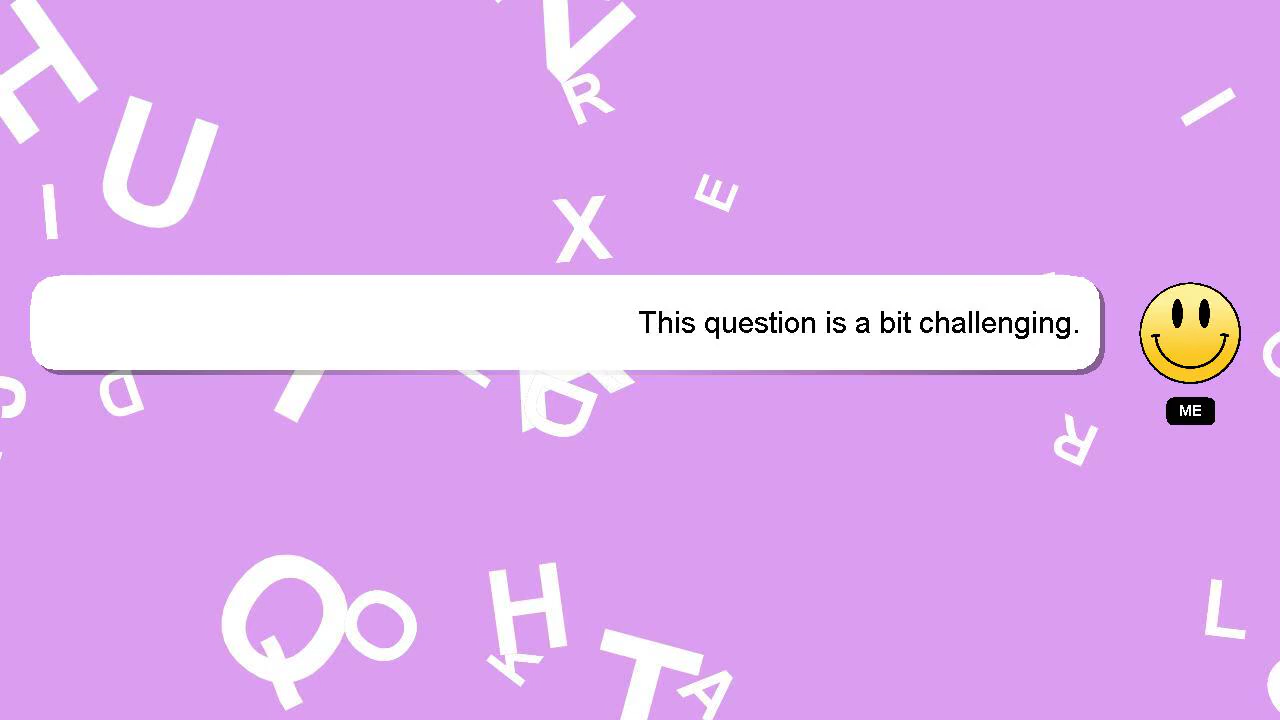 H
U
I
V
R
X
E
I
This question is a bit challenging.
ME
D
D
R
Q
O
H
K
T
A
L